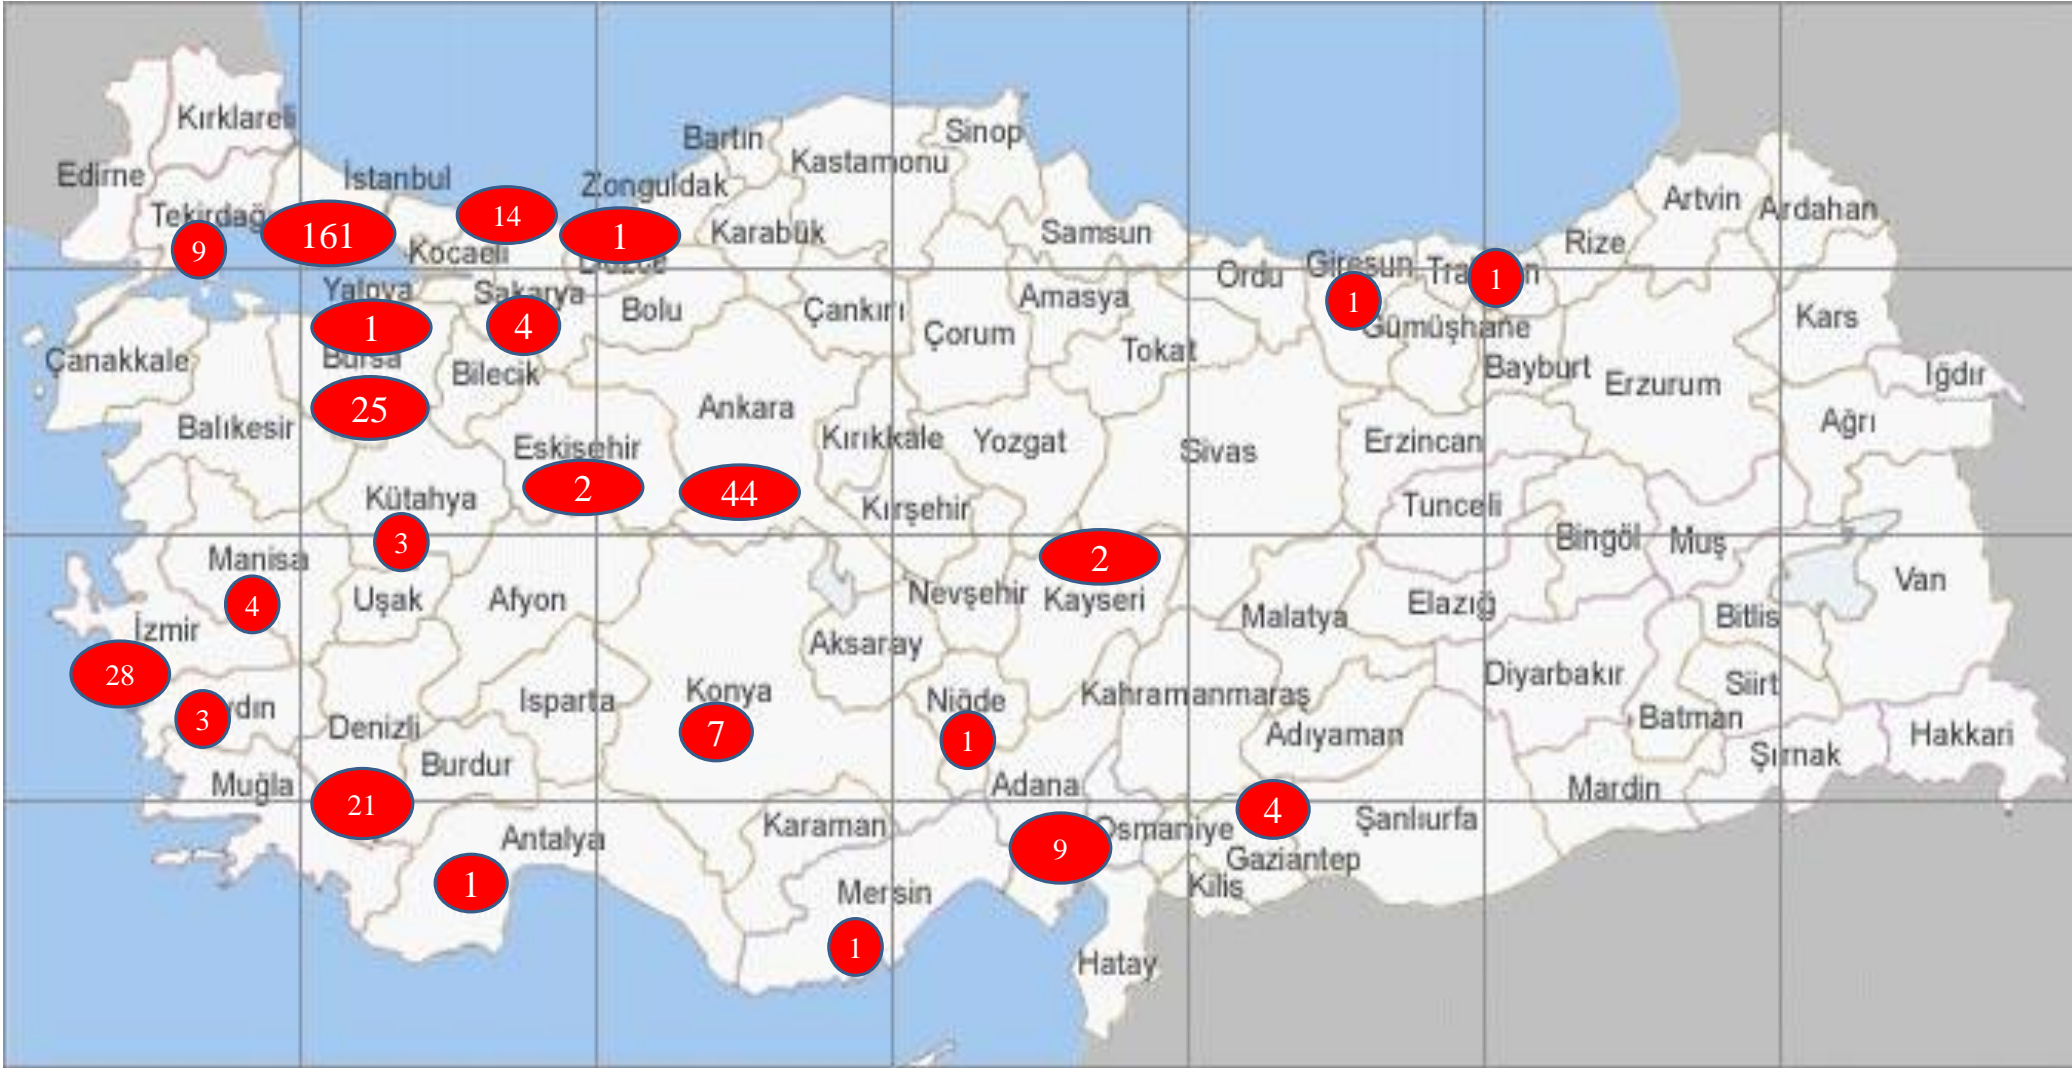 Kırklareli
Bartın
Sinop
Edirne
İstanbul
Zonguldak
Kastamonu
Artvin
Ardahan
Tekirdağ
9
161
Kocaeli
14
1
Karabük
Samsun
Rize
Yalova
1
Sakarya
4
Bolu
Çankırı
Çorum
Amasya
Ordu
Giresun
1
1
Gümüşhane
Kars
Çanakkale
Bursa
25
Bilecik
Tokat
Bayburt
Erzurum
Iğdır
Balıkesir
Eskişehir
2
Ankara
44
Kırıkkale
Yozgat
Sivas
Erzincan
Ağrı
Kütahya
3
Kırşehir
Tunceli
Bingöl
Muş
Manisa
4
Uşak
Afyon
Nevşehir
2
Kayseri
Malatya
Elazığ
Bitlis
Van
İzmir
28
Aksaray
Diyarbakır
Siirt
3
Denizli
Isparta
Konya
7
Niğde
1
Kahramanmaraş
Adıyaman
Batman
Şırnak
Hakkari
Muğla
21
Burdur
Adana
9
Mardin
Antalya
1
Karaman
Osmaniye
4
Gaziantep
Şanlıurfa
Mersin
1
Kilis
Hatay